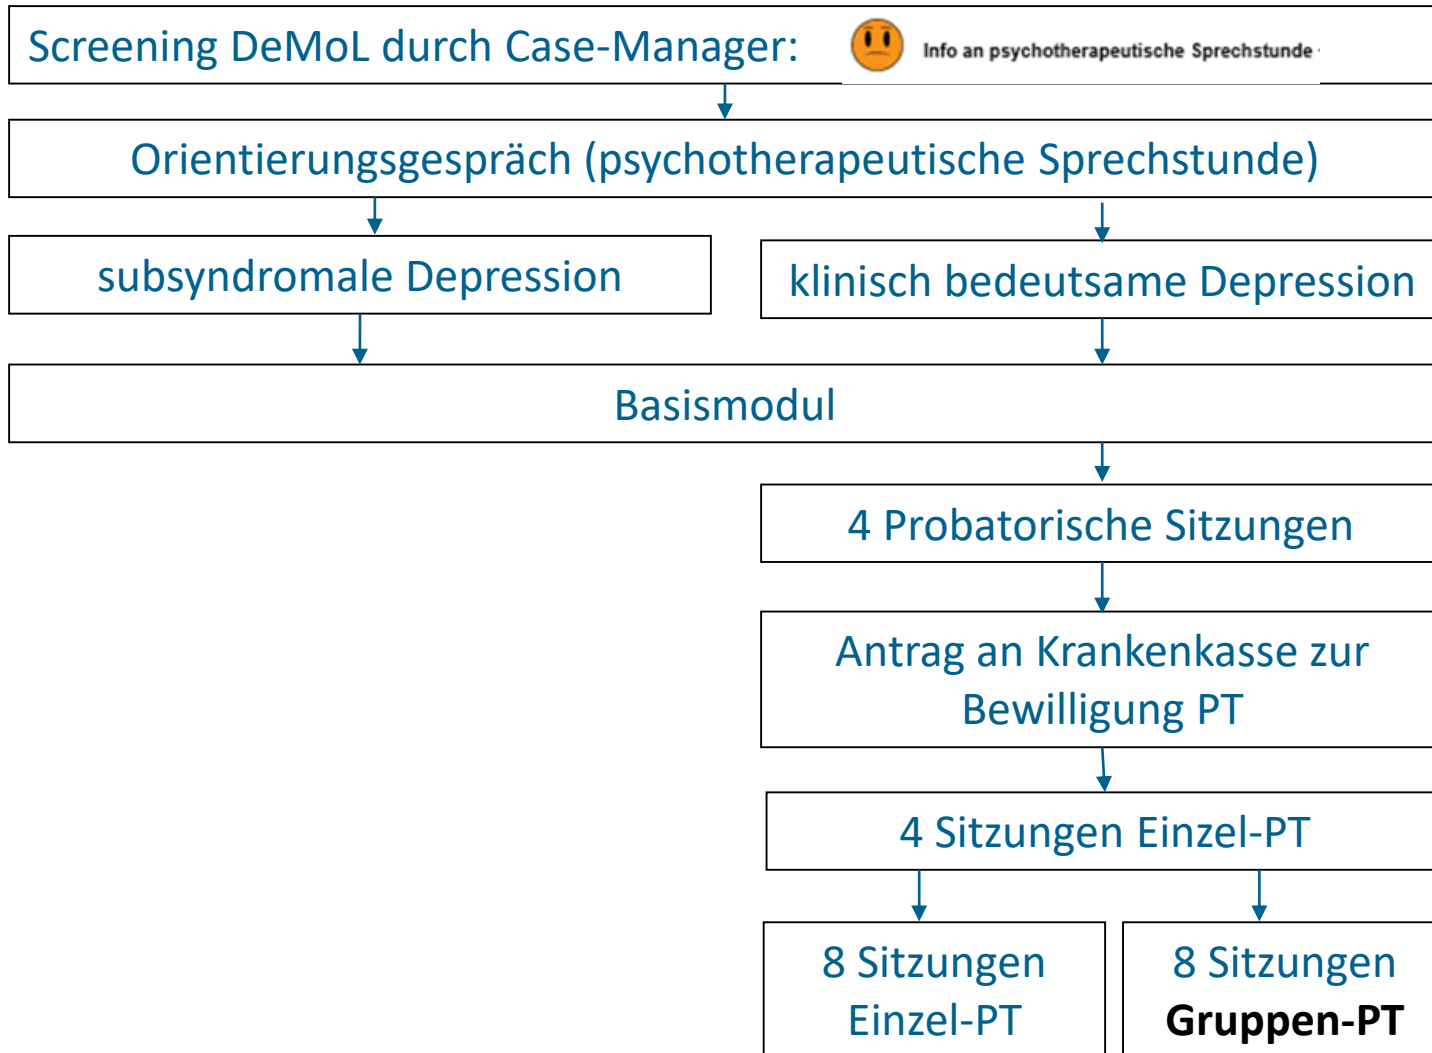 Screening DeMoL durch Case-Manager:
Info an psychotherapeutische Sprechstunde
Orientierungsgespräch (psychotherapeutische Sprechstunde)
subsyndromale Depression
klinisch bedeutsame Depression
Basismodul
4 Probatorische Sitzungen
Antrag an Krankenkasse zur
Bewilligung PT
4 Sitzungen Einzel-PT
8 Sitzungen
Einzel-PT
8 Sitzungen
Gruppen-PT